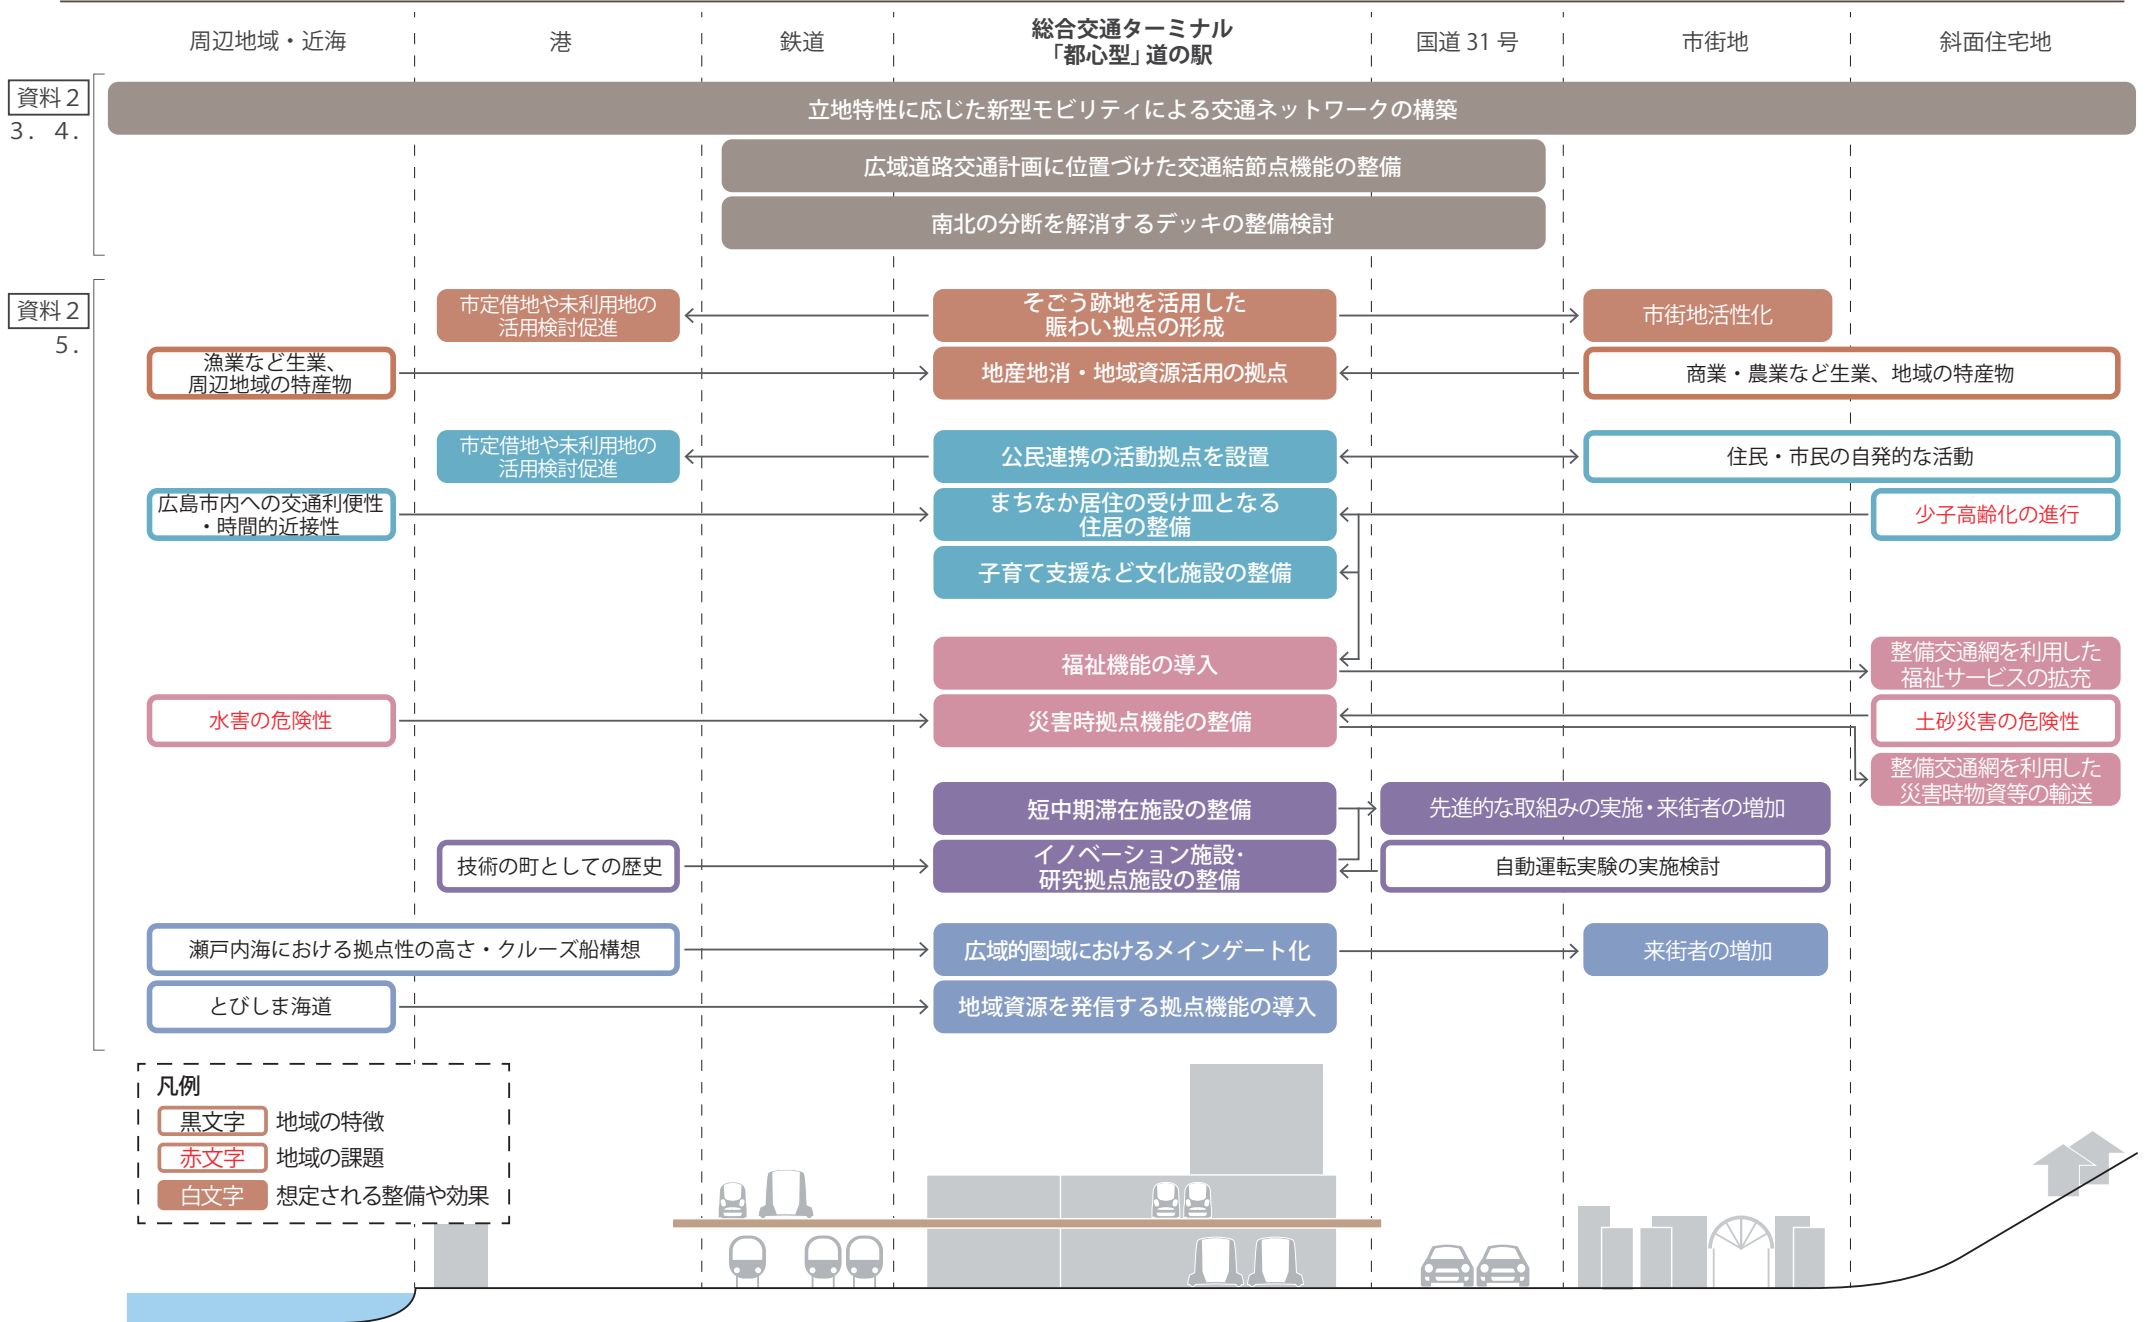 周辺地域・近海
港
鉄道
総合交通ターミナル
「都心型」道の駅
国道 31 号
市街地
斜面住宅地
資料２
３．４．
立地特性に応じた新型モビリティによる交通ネットワークの構築
広域道路交通計画に位置づけた交通結節点機能の整備
南北の分断を解消するデッキの整備検討
資料２
５．
市定借地や未利用地の
活用検討促進
そごう跡地を活用した
賑わい拠点の形成
市街地活性化
漁業など生業、
周辺地域の特産物
地産地消・地域資源活用の拠点
商業・農業など生業、地域の特産物
市定借地や未利用地の
活用検討促進
公民連携の活動拠点を設置
住民・市民の自発的な活動
広島市内への交通利便性
・時間的近接性
まちなか居住の受け皿となる
住居の整備
少子高齢化の進行
子育て支援など文化施設の整備
福祉機能の導入
整備交通網を利用した
福祉サービスの拡充
水害の危険性
災害時拠点機能の整備
土砂災害の危険性
整備交通網を利用した
災害時物資等の輸送
短中期滞在施設の整備
先進的な取組みの実施・来街者の増加
技術の町としての歴史
イノベーション施設・
研究拠点施設の整備
自動運転実験の実施検討
瀬戸内海における拠点性の高さ・クルーズ船構想
広域的圏域におけるメインゲート化
来街者の増加
とびしま海道
地域資源を発信する拠点機能の導入
凡例
黒文字 地域の特徴
赤文字 地域の課題
白文字 想定される整備や効果